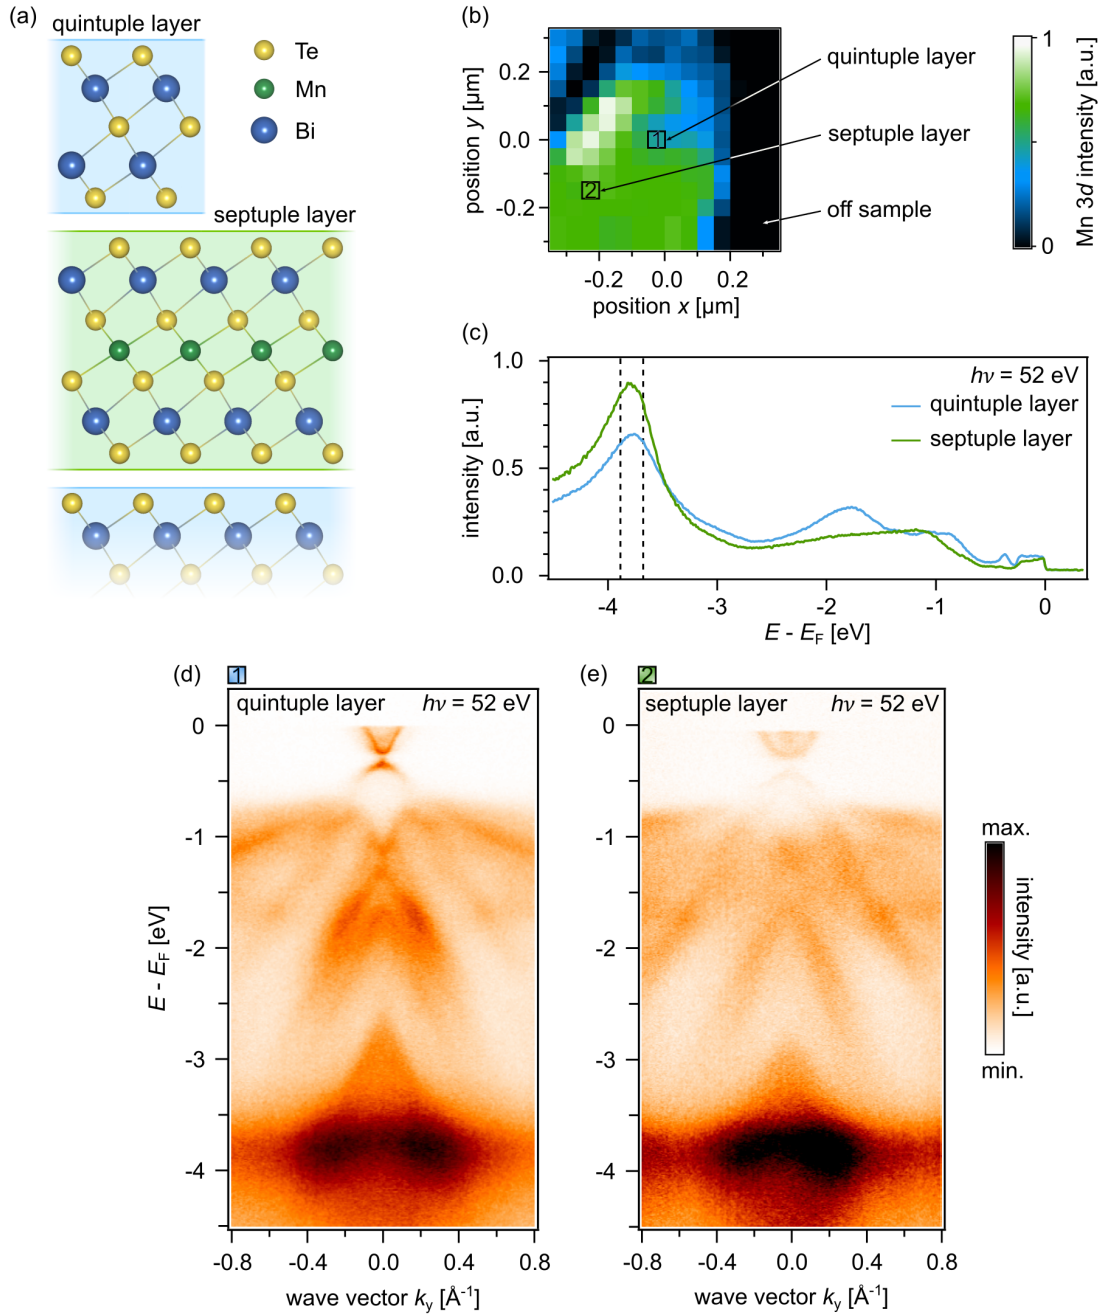 (a)
quintuple layer
Te
Mn
Bi
septuple layer
(b)
position y [µm]
0.2
0.0
-0.2
-0.2
0.0
0.2
position x [µm]
1
2
quintuple layer
septuple layer
off sample
1
0
Mn 3d intensity [a.u.]
(c)
intensity [a.u.]
1.0
0.5
0.0
hν = 52 eV
quintuple layer
septuple layer
-4
-3
-2
-1
0
E - EF [eV]
(d)
1
quintuple layer
hν = 52 eV
E - EF [eV]
0
-1
-2
-3
-4
-0.8
-0.4
0.0
0.4
0.8
wave vector ky [Å-1]
(e)
2
septuple layer
hν = 52 eV
0
-1
-2
-3
-4
-0.8
-0.4
0.0
0.4
0.8
wave vector ky [Å-1]
max.
intensity [a.u.]
min.